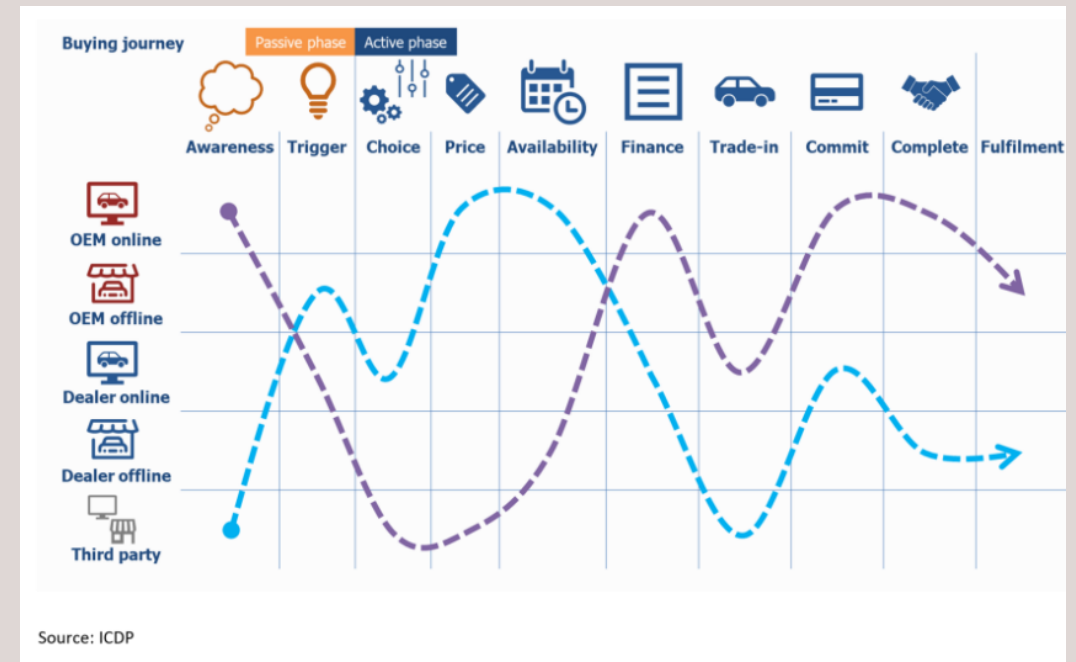 Buying journey
Passive phase
Active phase
Awareness
Trigger
Choice
Price
Availability
Finance
Trade-in
Commit
Complete
Fulfilment
OEM online
OEM offline
Dealer online
Dealer offline
Third party
Source: ICDP